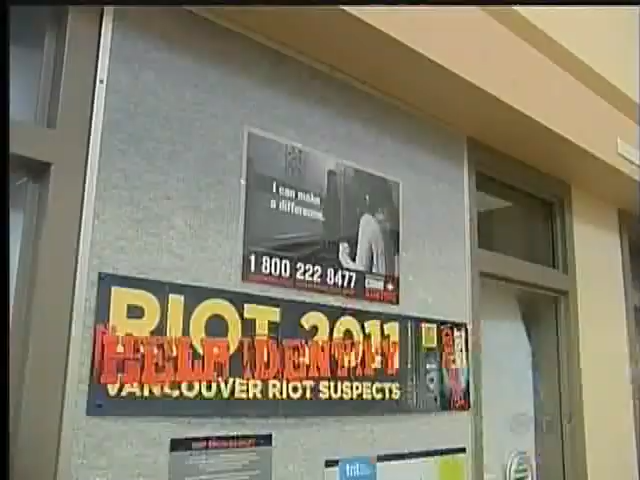 I can make
a difference.
1 800 222 8477
RIOT 2011
HELP IDENTIFY
VANCOUVER RIOT SUSPECTS